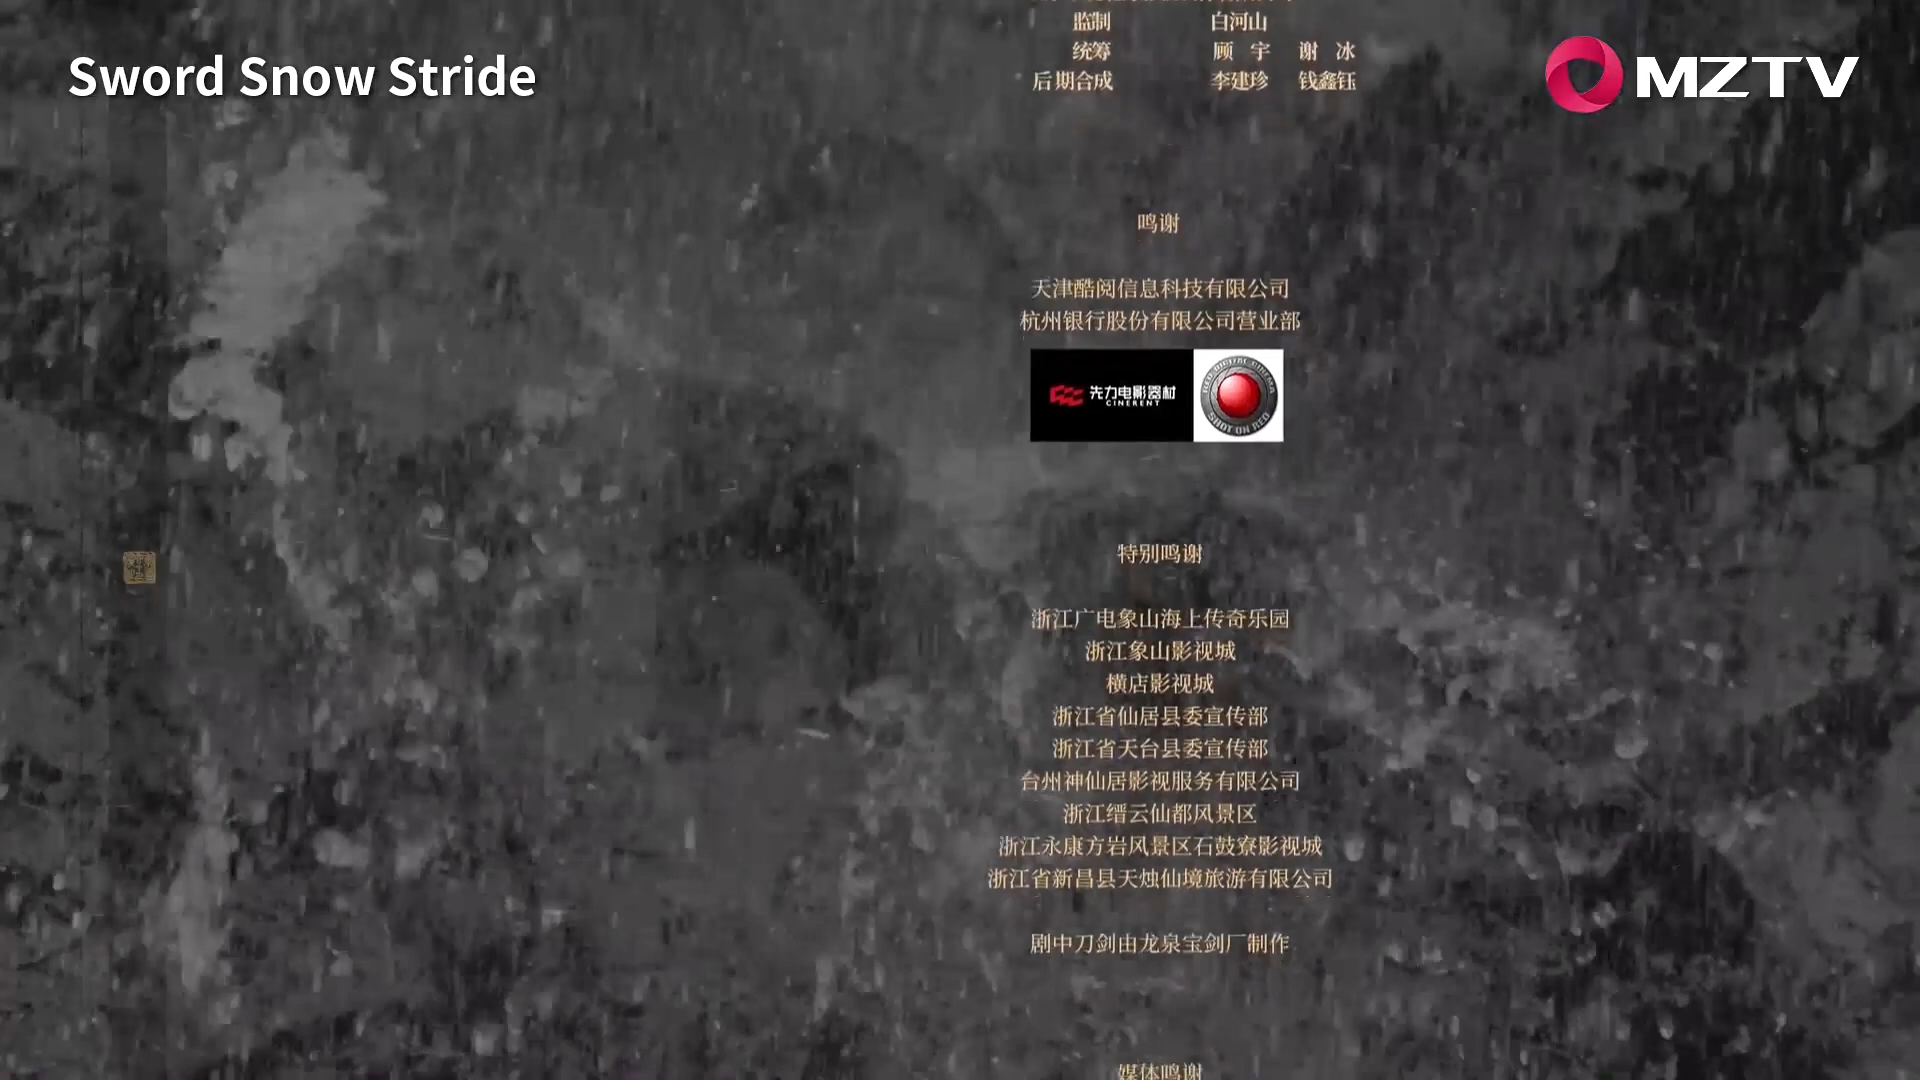 Sword Snow Stride
MZTV
监制 白河山
统筹 顾 宇 谢 冰
后期合成 李建珍 钱鑫钰
鸣谢
天津酷阅信息科技有限公司
杭州银行股份有限公司营业部
先力电影器材
CINERENT
RED DIGITAL CINEMA
SHOT ON RED
特别鸣谢
浙江广电象山海上传奇乐园
浙江象山影视城
横店影视城
浙江省仙居县委宣传部
浙江省天台县委宣传部
台州神仙居影视服务有限公司
浙江缙云仙都风景区
浙江永康方岩风景区石鼓寮影视城
浙江省新昌县天烛仙境旅游有限公司
剧中刀剑由龙泉宝剑厂制作
媒体鸣谢